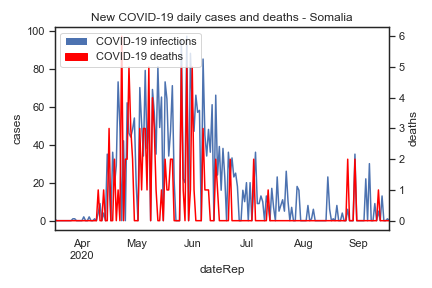 New COVID-19 daily cases and deaths - Somalia
COVID-19 infections
COVID-19 deaths
100
80
60
40
20
0
cases
6
5
4
3
2
1
0
deaths
Apr
2020
May
Jun
Jul
Aug
Sep
dateRep